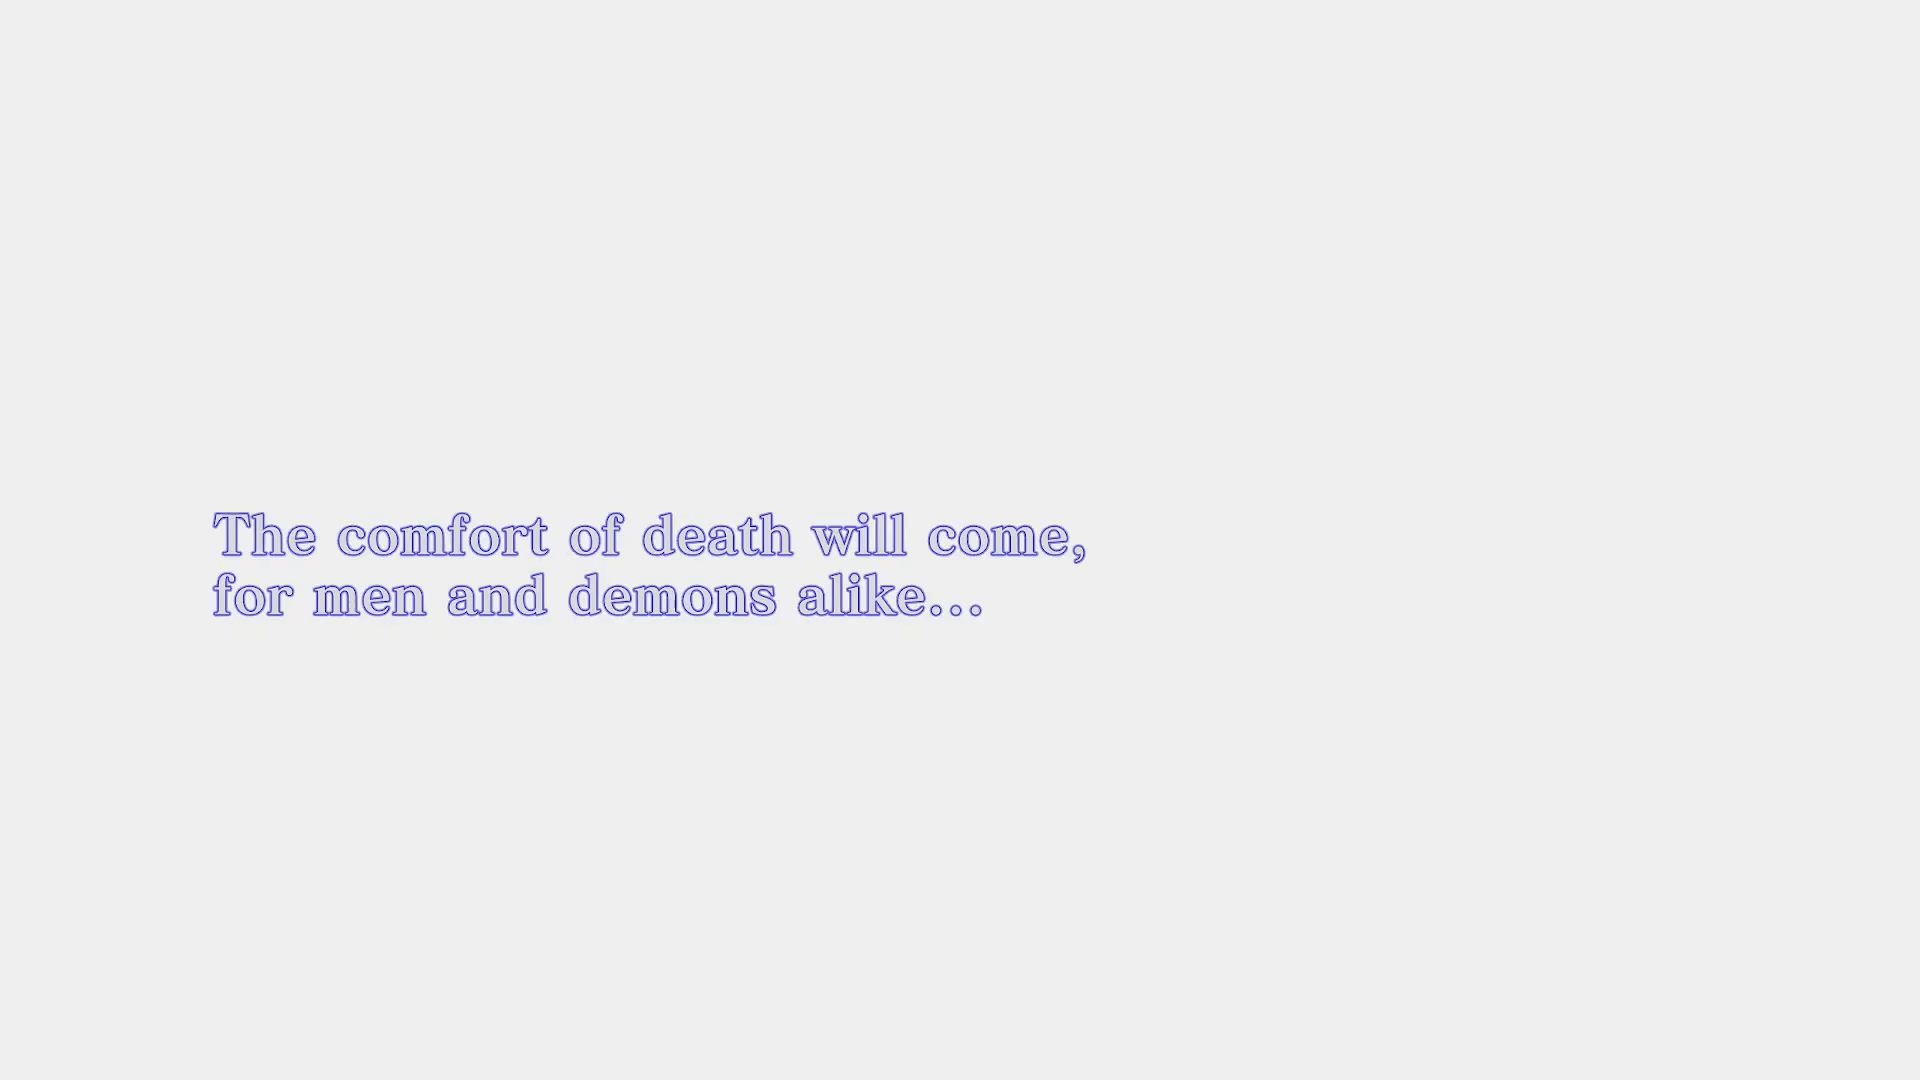 The comfort of death will come,
for men and demons alike...